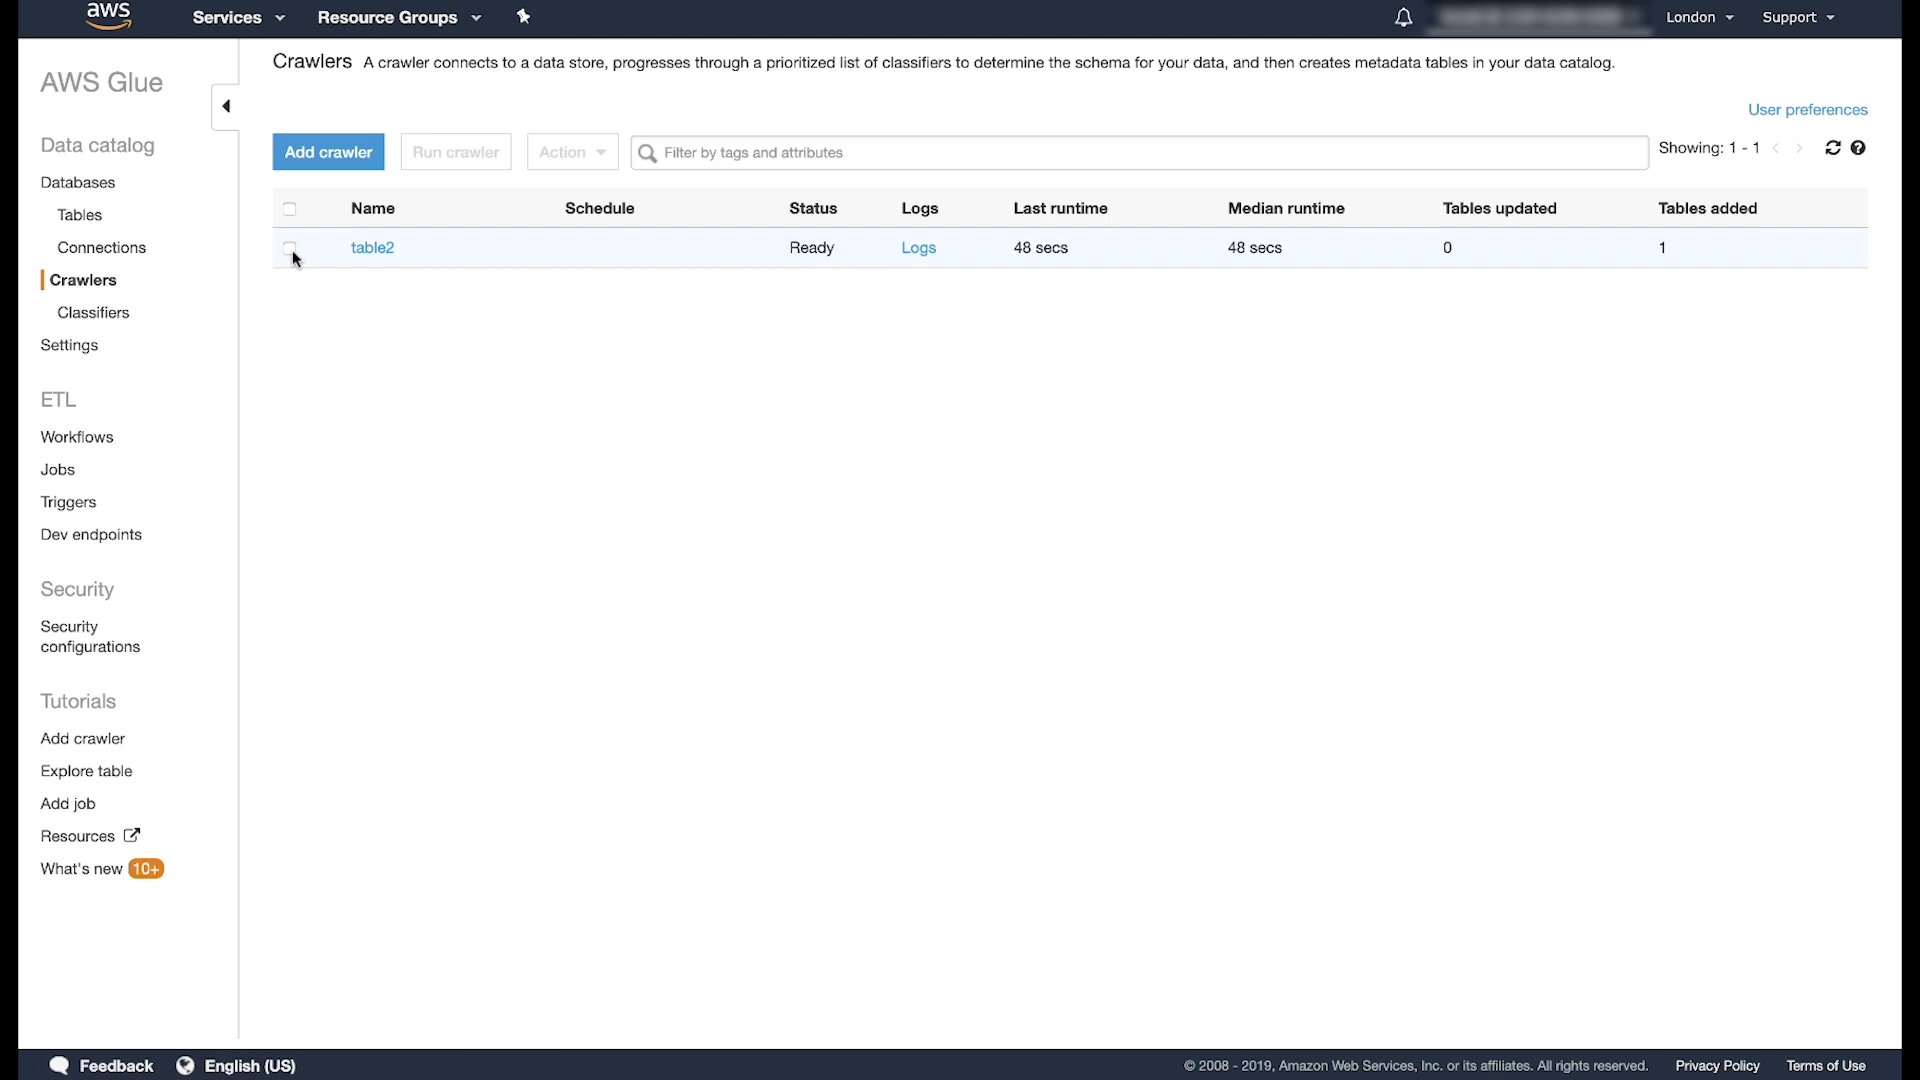 aws Services Resource Groups London Support
AWS Glue
Crawlers A crawler connects to a data store, progresses through a prioritized list of classifiers to determine the schema for your data, and then creates metadata tables in your data catalog.
User preferences
Add crawler Run crawler Action Filter by tags and attributes Showing: 1 - 1
Name Schedule Status Logs Last runtime Median runtime Tables updated Tables added
table2 Ready Logs 48 secs 48 secs 0 1
Data catalog
Databases
Tables
Connections
Crawlers
Classifiers
Settings
ETL
Workflows
Jobs
Triggers
Dev endpoints
Security
Security
configurations
Tutorials
Add crawler
Explore table
Add job
Resources
What's new 10+
Feedback English (US) © 2008 - 2019, Amazon Web Services, Inc. or its affiliates. All rights reserved. Privacy Policy Terms of Use